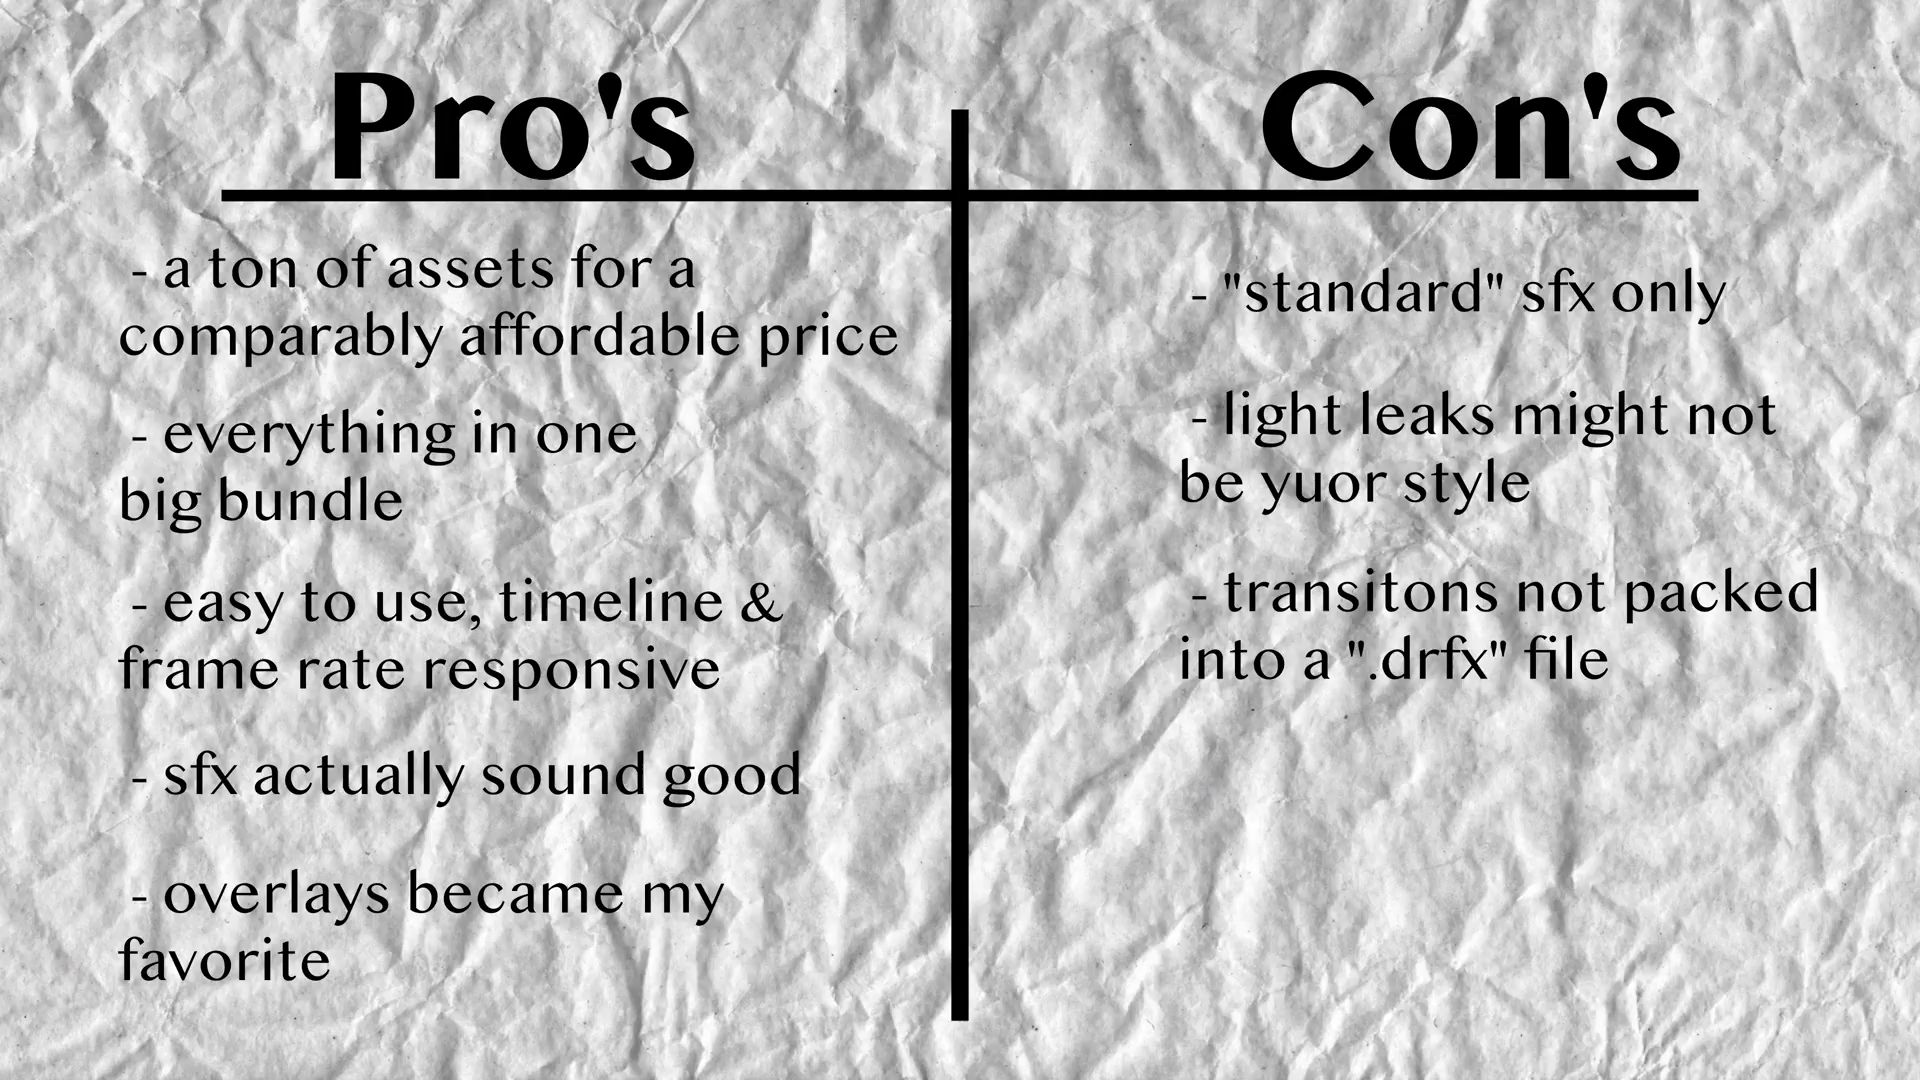 Pro's
- a ton of assets for a
comparably affordable price
- everything in one
big bundle
- easy to use, timeline &
frame rate responsive
- sfx actually sound good
- overlays became my
favorite
Con's
- "standard" sfx only
- light leaks might not
be yuor style
- transitons not packed
into a ".drfx" file